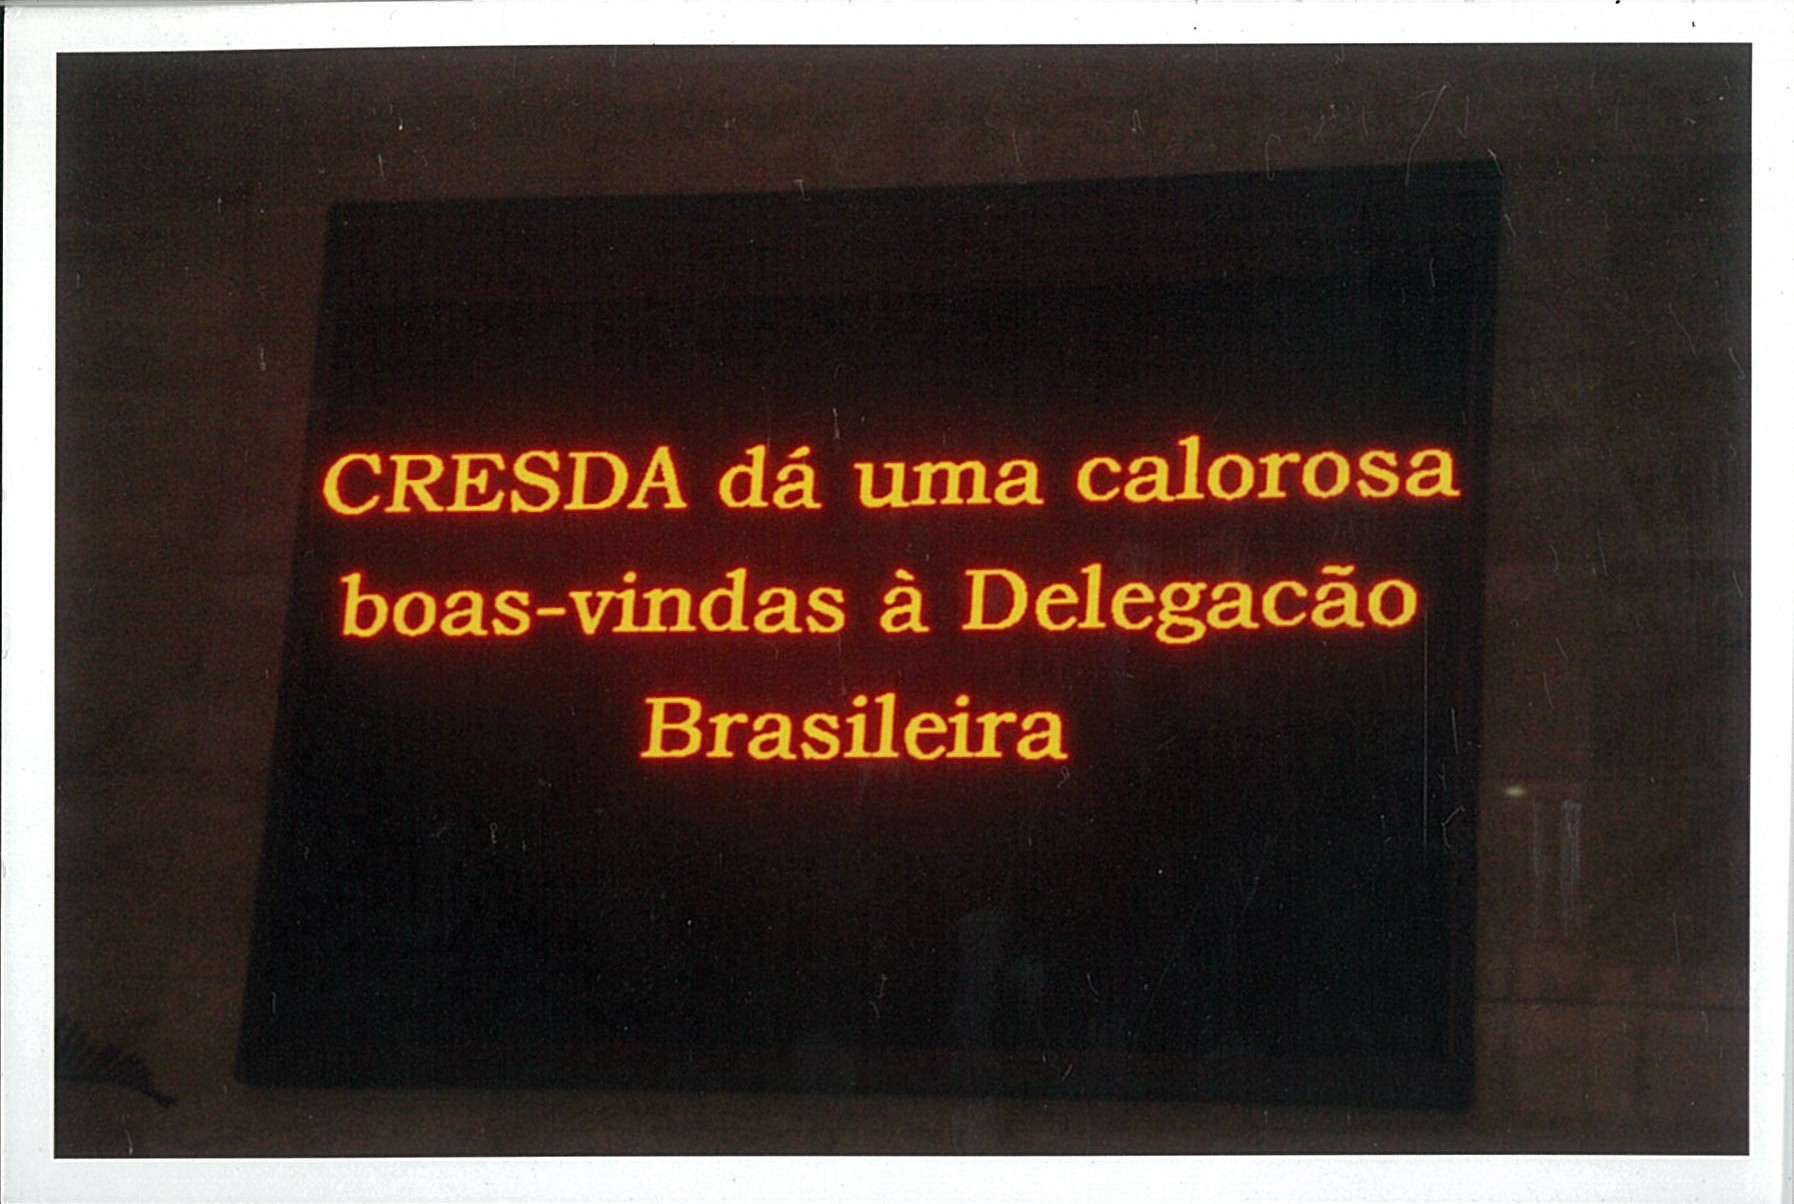 CRESDA dá uma calorosa
boas-vindas à Delegacão
Brasileira